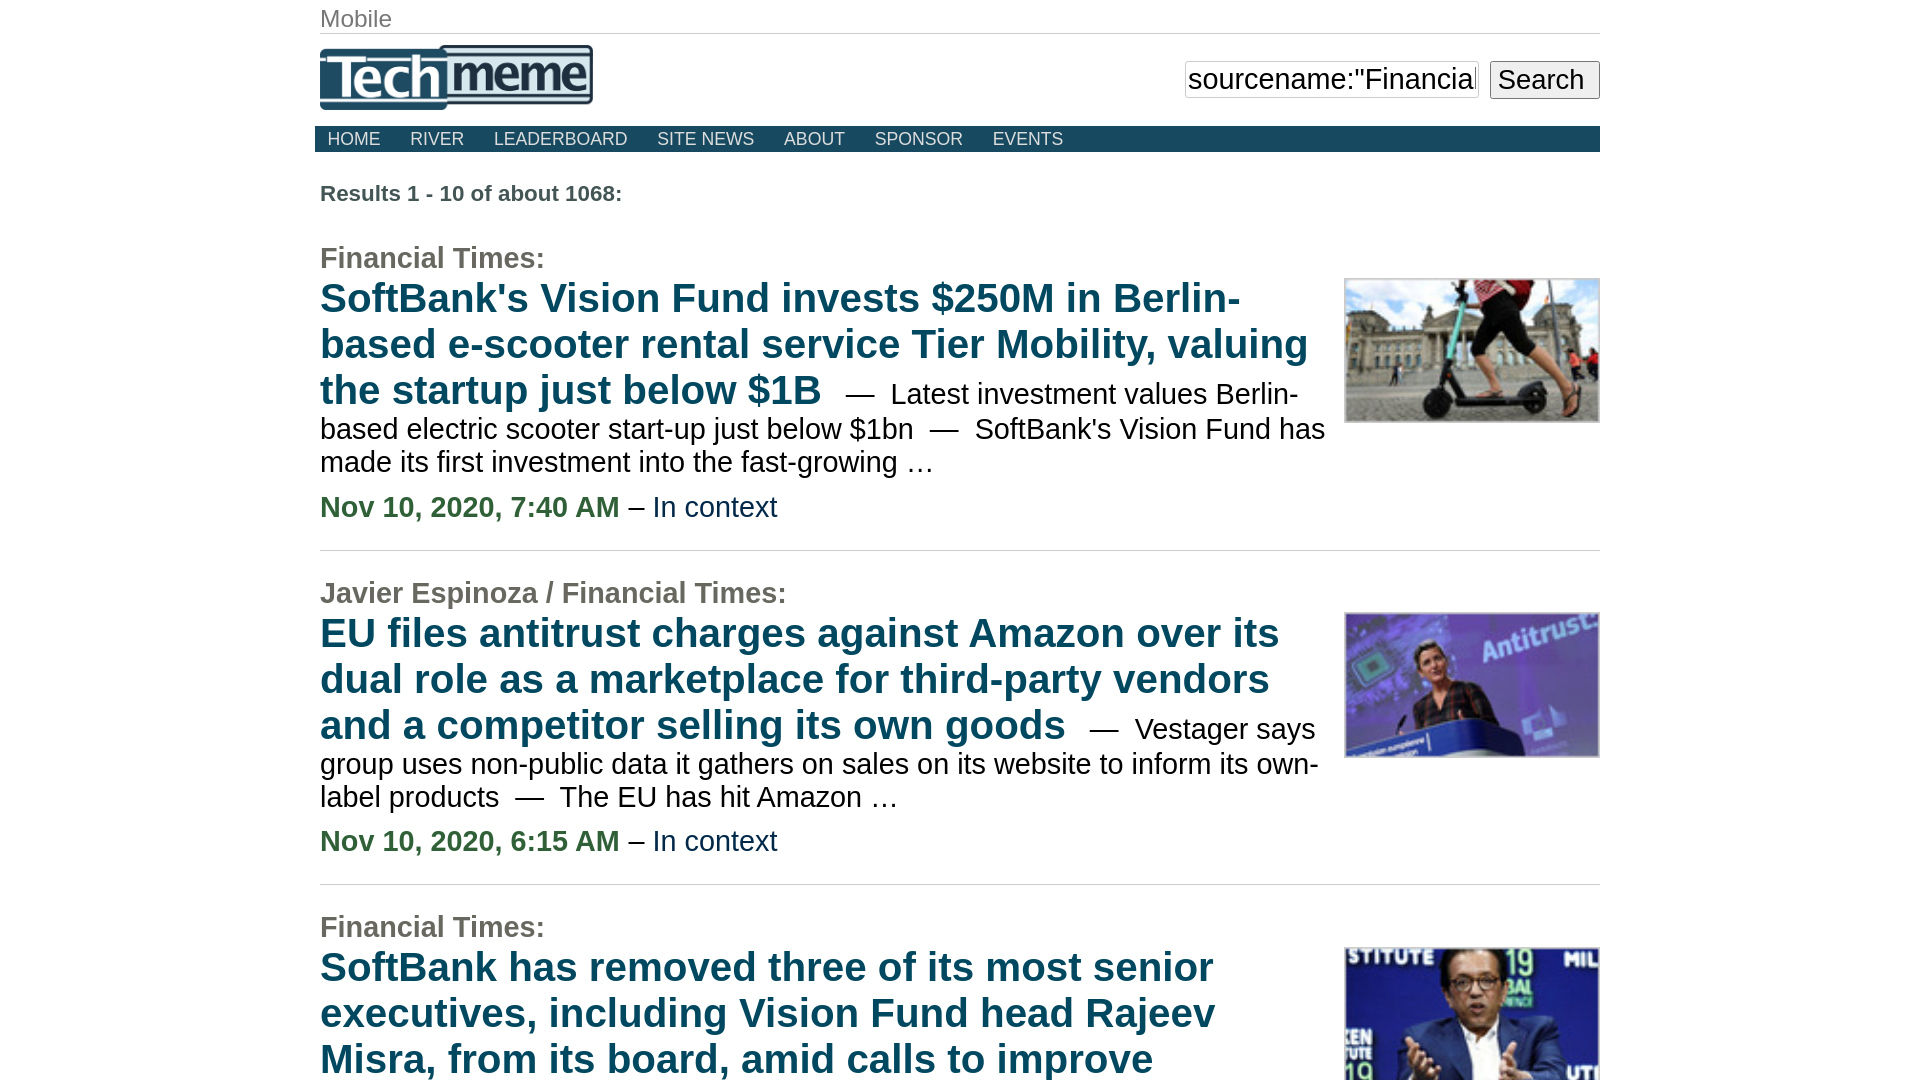 Mobile
Techmeme
sourcename:"Financial
Search
HOME RIVER LEADERBOARD SITE NEWS ABOUT SPONSOR EVENTS
Results 1 - 10 of about 1068:
Financial Times:
SoftBank's Vision Fund invests $250M in Berlin-
based e-scooter rental service Tier Mobility, valuing
the startup just below $1B — Latest investment values Berlin-
based electric scooter start-up just below $1bn — SoftBank's Vision Fund has
made its first investment into the fast-growing …
Nov 10, 2020, 7:40 AM – In context
Javier Espinoza / Financial Times:
EU files antitrust charges against Amazon over its
dual role as a marketplace for third-party vendors
and a competitor selling its own goods — Vestager says
group uses non-public data it gathers on sales on its website to inform its own-
label products — The EU has hit Amazon …
Antitrust:
Nov 10, 2020, 6:15 AM – In context
Financial Times:
SoftBank has removed three of its most senior
executives, including Vision Fund head Rajeev
Misra, from its board, amid calls to improve
STITUTE 19 MIL
BAL
KEN
TUTE
19 UT